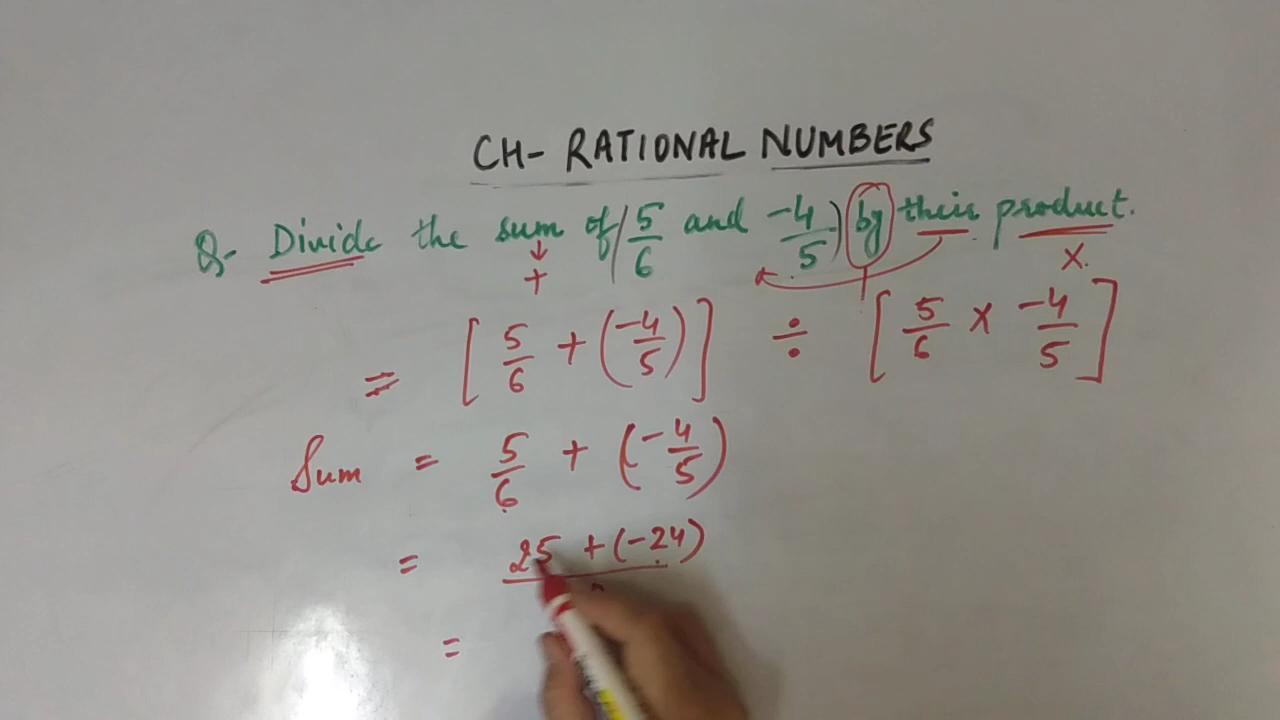 CH- RATIONAL NUMBERS
Q- Divide the sum of (5/6 and -4/5) by their product.
+ X.
= [5/6 + (-4/5)] ÷ [5/6 X -4/5]
Sum = 5/6 + (-4/5)
= 25 + (-24)
=